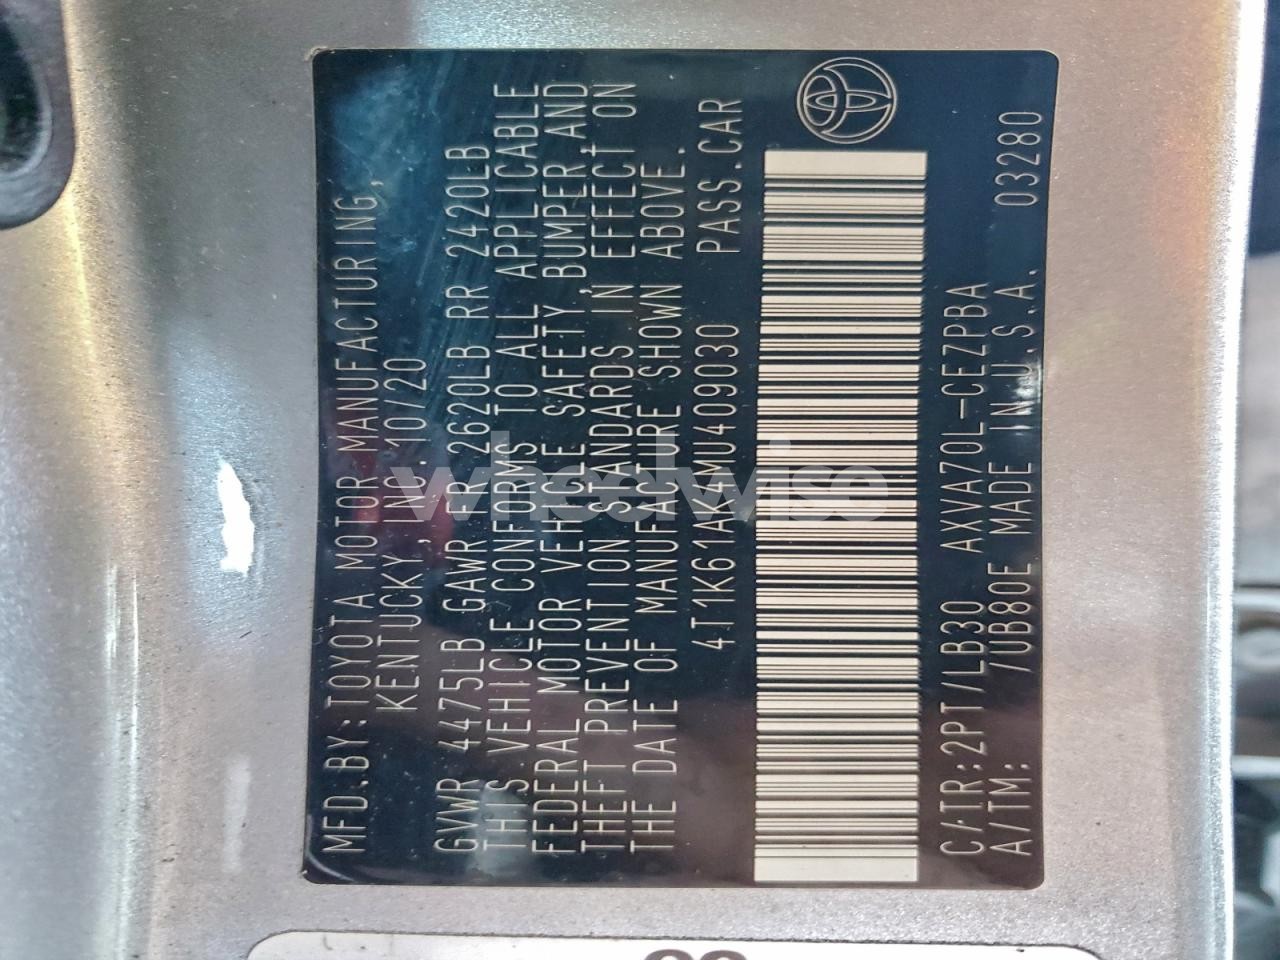 MFD.BY:TOYOTA MOTOR MANUFACTURING,
KENTUCKY,INC. 10/20
GVWR 4475LB GAWR FR 2620LB RR 2420LB
THIS VEHICLE CONFORMS TO ALL APPLICABLE
FEDERAL MOTOR VEHICLE SAFETY,BUMPER,AND
THEFT PREVENTION STANDARDS IN EFFECT ON
THE DATE OF MANUFACTURE SHOWN ABOVE.
4T1K61AK4MU409030 PASS.CAR
C/TR:2PT/LB30 AXVA70L-CEZPBA
A/TM: /UB80E MADE IN U.S.A. 03280
wheelwise